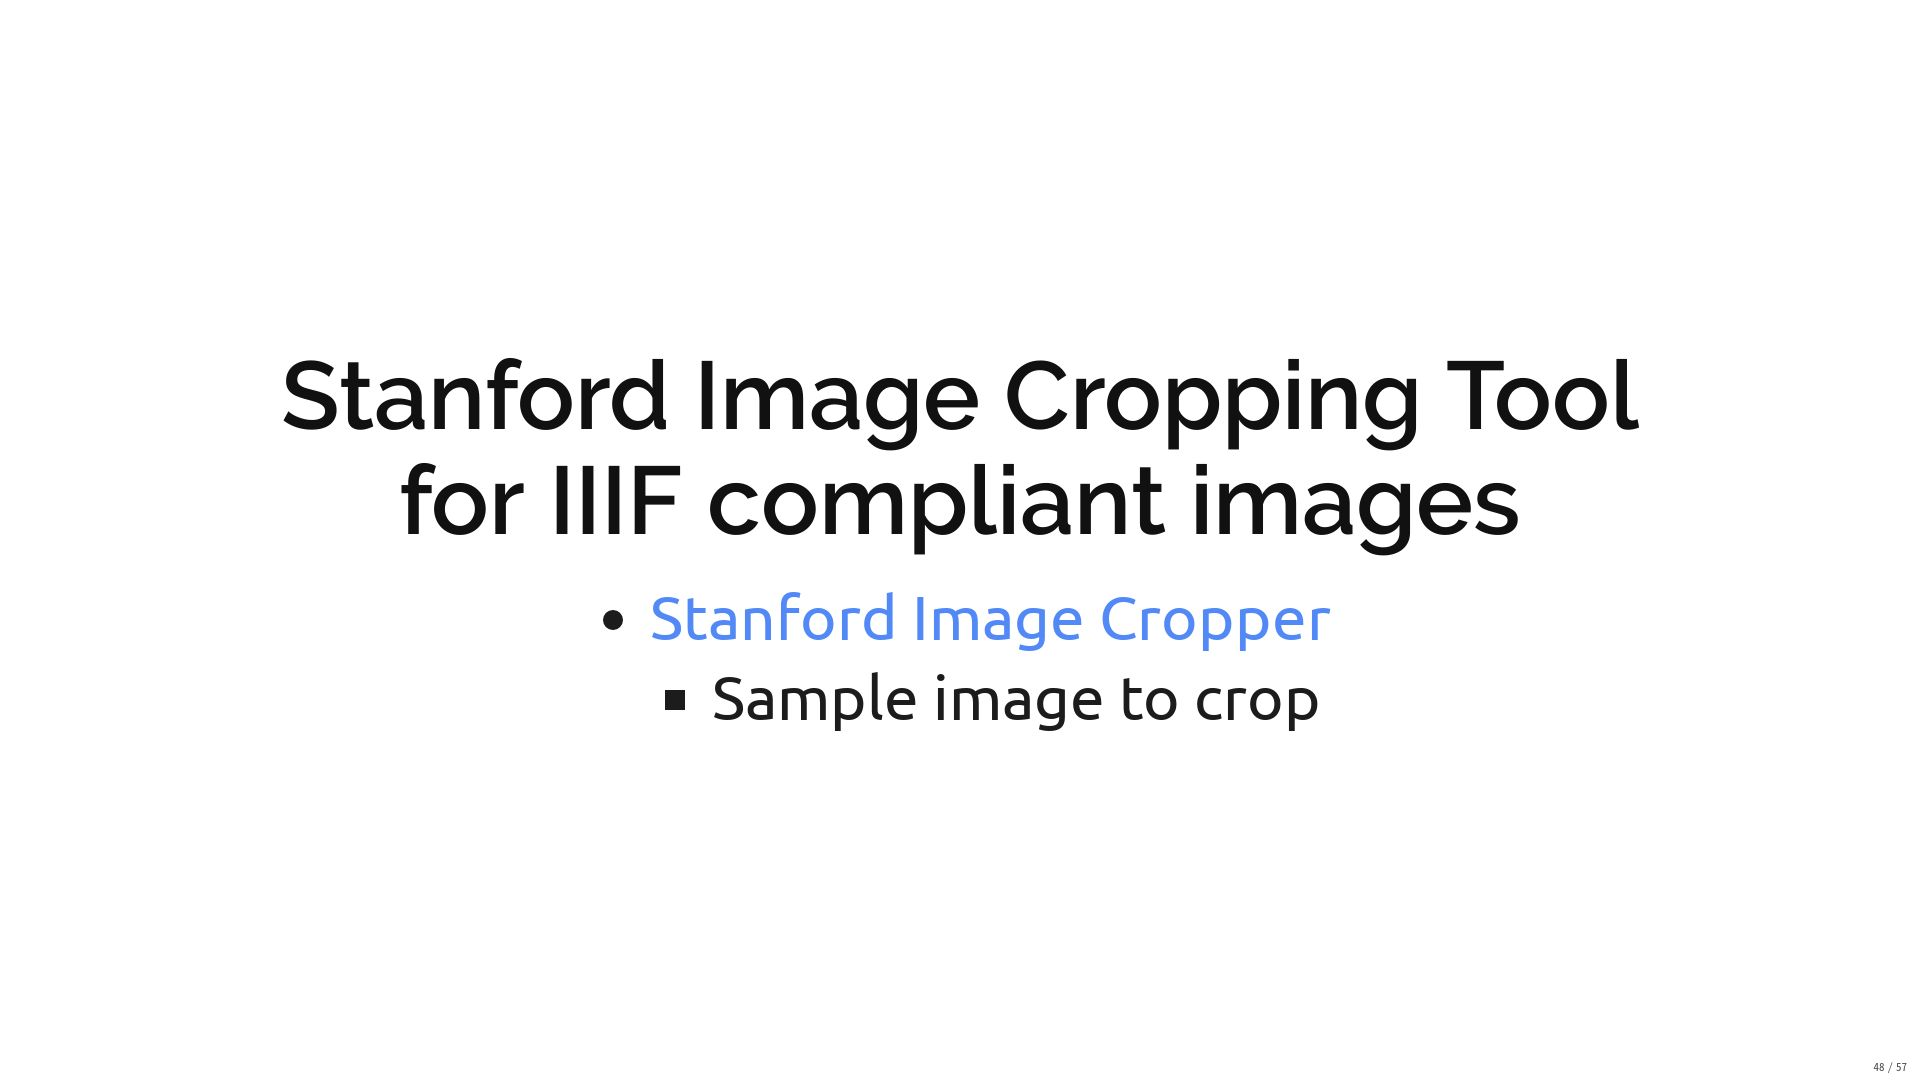 Stanford Image Cropping Tool
for IIIF compliant images
• Stanford Image Cropper
▪ Sample image to crop
48 / 57